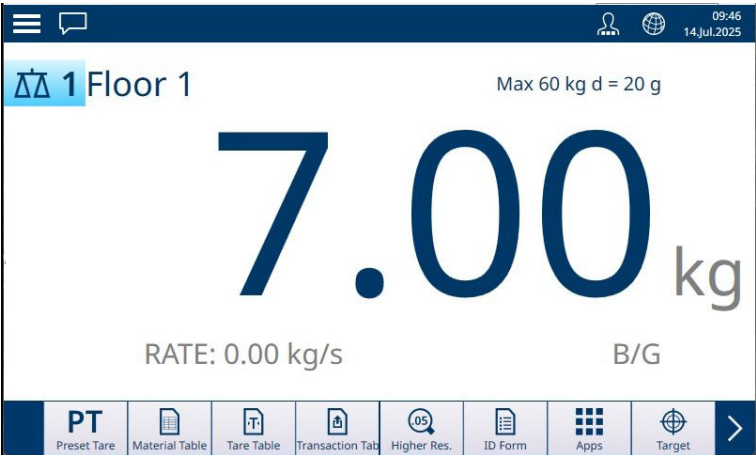 09:46
14.Jul.2025
1 Floor 1
Max 60 kg d = 20 g
7.00 kg
RATE: 0.00 kg/s
B/G
PT
Preset Tare
Material Table
T
Tare Table
Transaction Tab
.05
Higher Res.
ID Form
Apps
Target